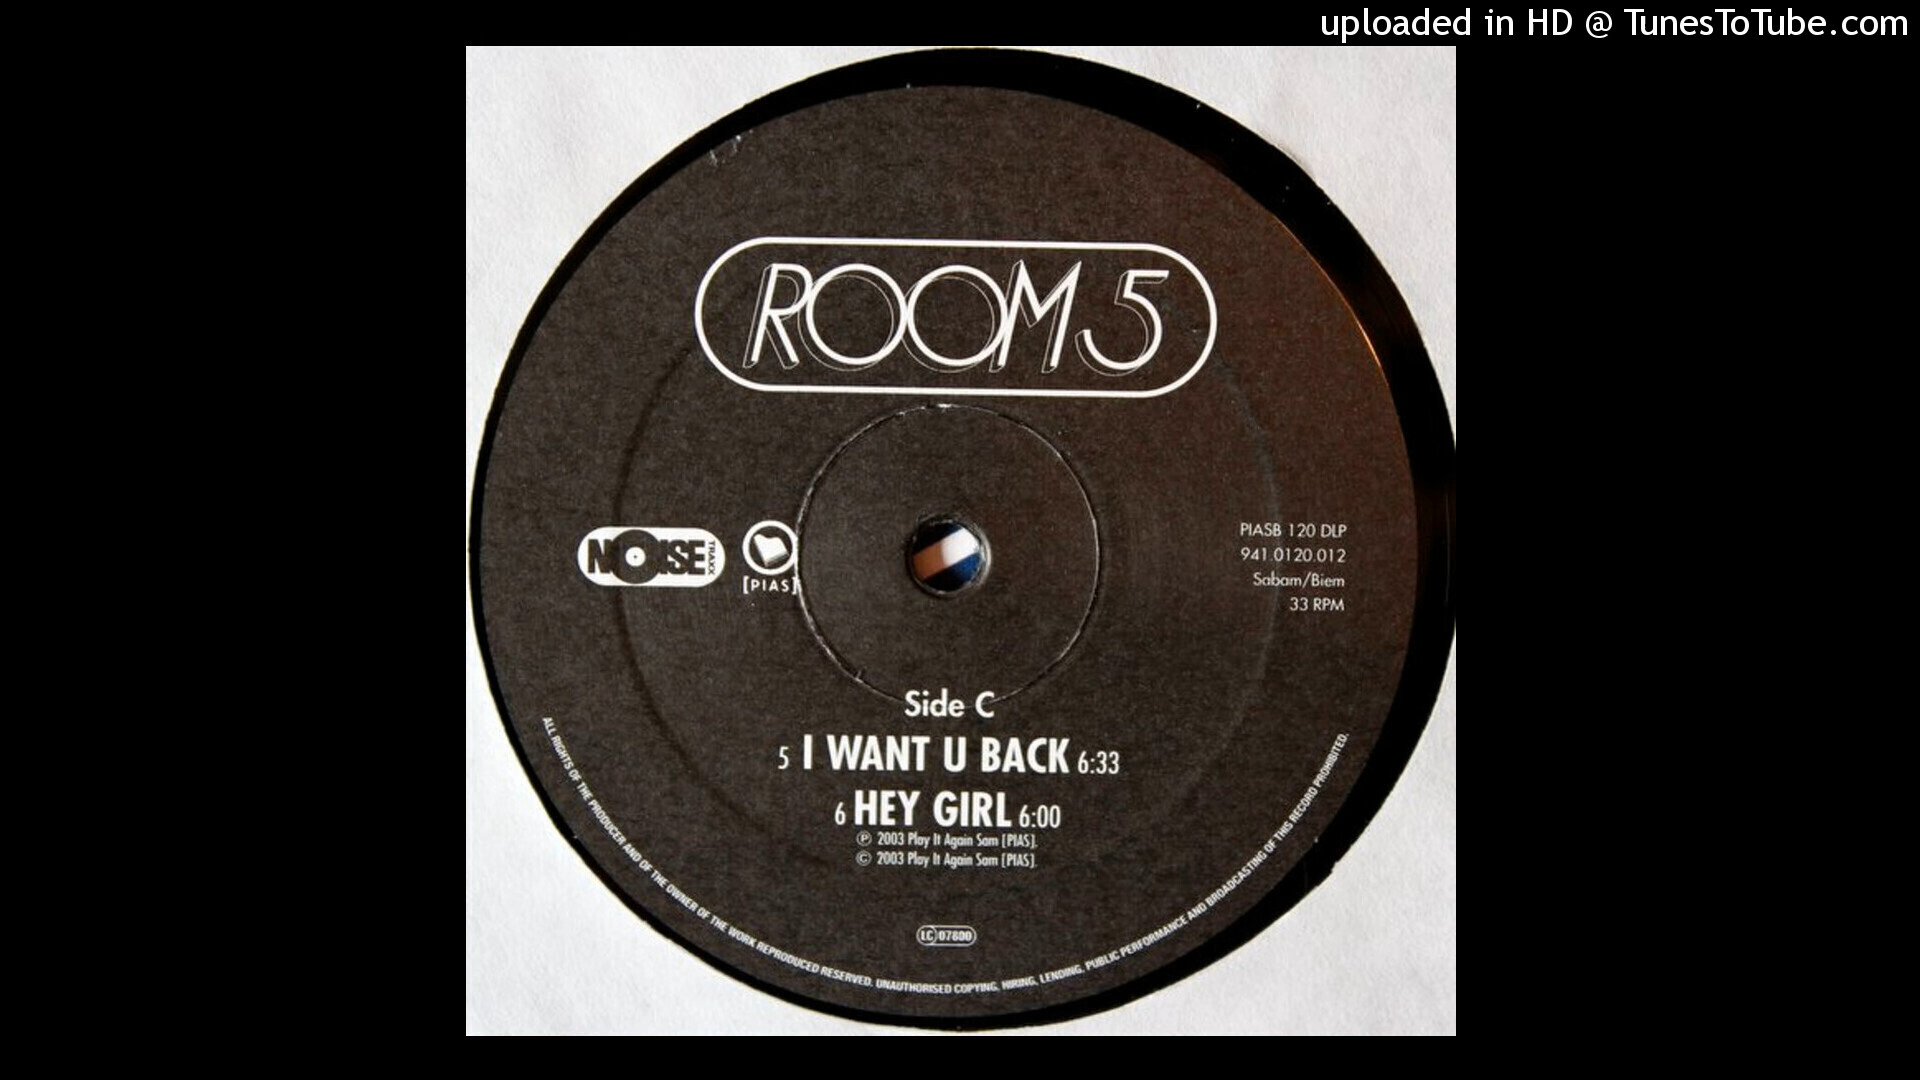 uploaded in HD @ TunesToTube.com
ROOM 5
NOISE TRAXX
[PIAS]
PIASB 120 DLP
941.0120.012
Sabam/Biem
33 RPM
Side C
5 I WANT U BACK 6:33
6 HEY GIRL 6:00
℗ 2003 Play It Again Sam [PIAS].
© 2003 Play It Again Sam [PIAS].
LC 07800
ALL RIGHTS OF THE PRODUCER AND OF THE OWNER OF THE WORK REPRODUCED RESERVED. UNAUTHORISED COPYING, HIRING, LENDING, PUBLIC PERFORMANCE AND BROADCASTING OF THIS RECORD PROHIBITED.